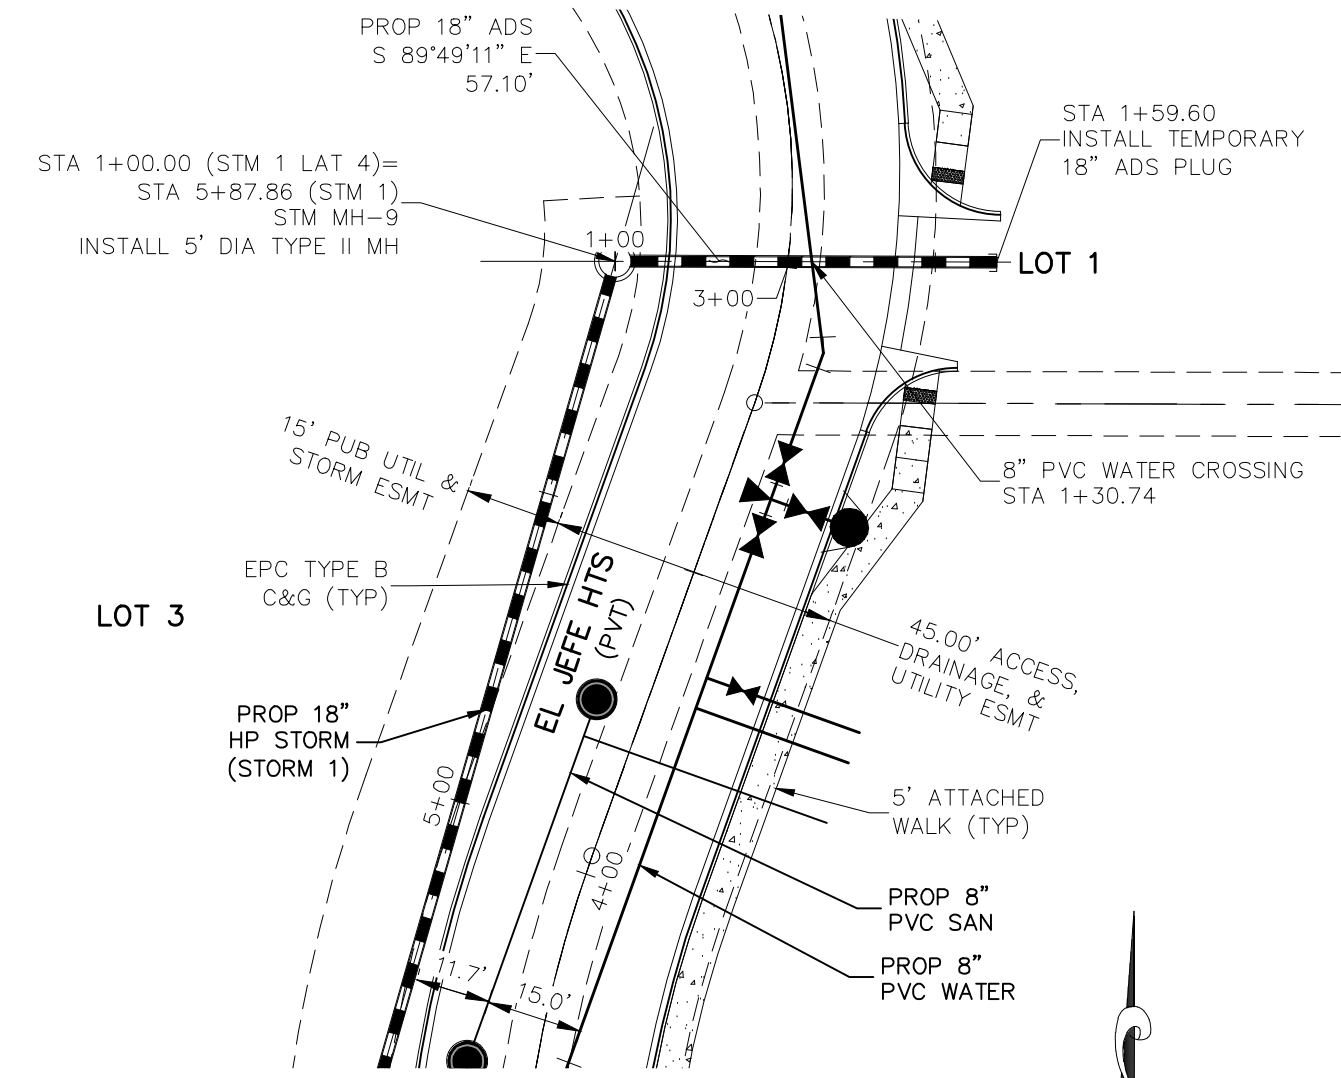 PROP 18" ADS
S 89°49'11" E
57.10'
STA 1+59.60
INSTALL TEMPORARY
18" ADS PLUG
STA 1+00.00 (STM 1 LAT 4)=
STA 5+87.86 (STM 1)
STM MH-9
INSTALL 5' DIA TYPE II MH
1+00
LOT 1
3+00
15' PUB UTIL &
STORM ESMT
8" PVC WATER CROSSING
STA 1+30.74
EPC TYPE B
C&G (TYP)
LOT 3
EL JEFE HTS
(PVT)
45.00' ACCESS,
DRAINAGE, &
UTILITY ESMT
PROP 18"
HP STORM
(STORM 1)
5+00
5' ATTACHED
WALK (TYP)
4+00
PROP 8"
PVC SAN
PROP 8"
PVC WATER
11.7'
15.0'